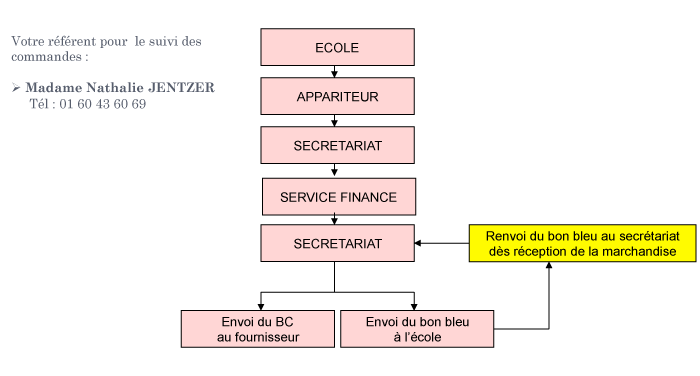 Votre référent pour le suivi des
commandes :
➢ Madame Nathalie JENTZER
Tél : 01 60 43 60 69
ECOLE
APPARITEUR
SECRETARIAT
SERVICE FINANCE
SECRETARIAT
Renvoi du bon bleu au secrétariat
dès réception de la marchandise
Envoi du BC
au fournisseur
Envoi du bon bleu
à l'école